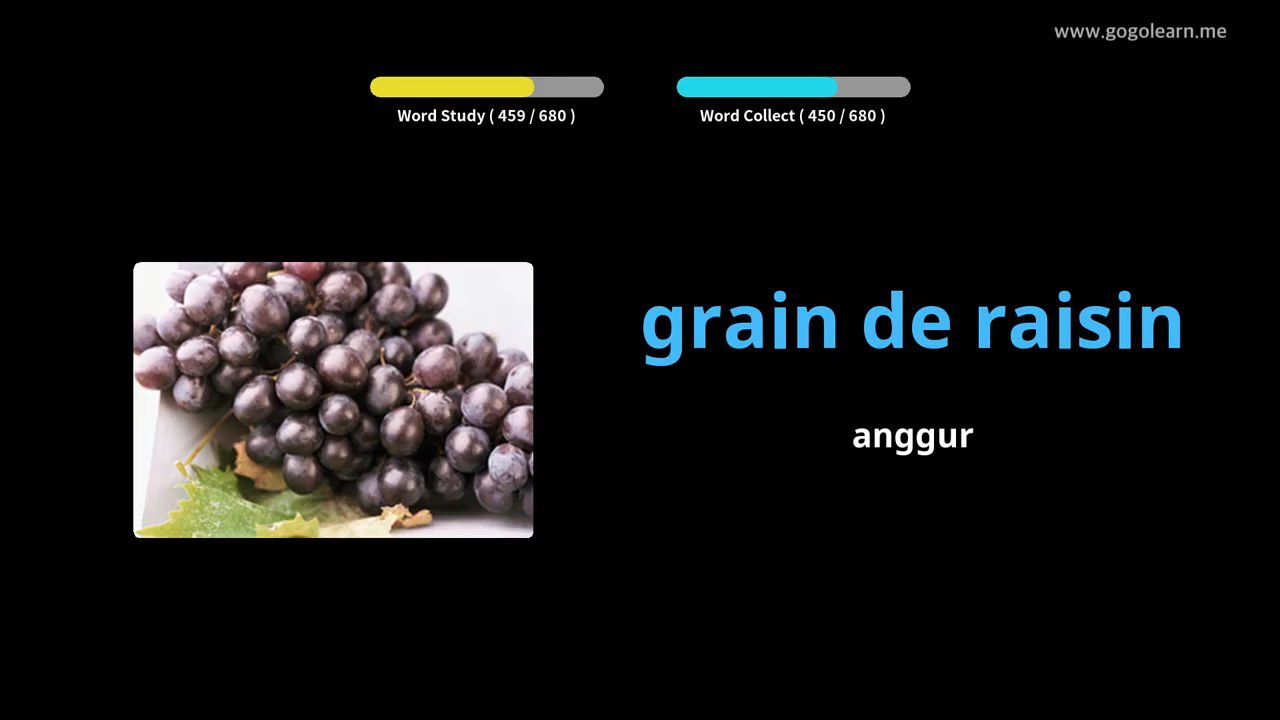 www.gogolearn.me
Word Study ( 459 / 680 )
Word Collect ( 450 / 680 )
grain de raisin
anggur